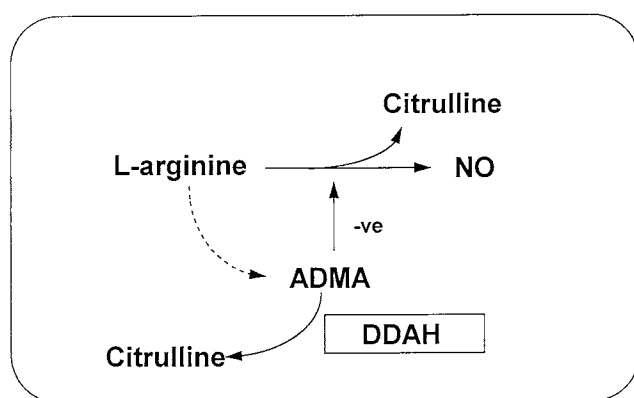 Citrulline
L-arginine
NO
-ve
ADMA
DDAH
Citrulline